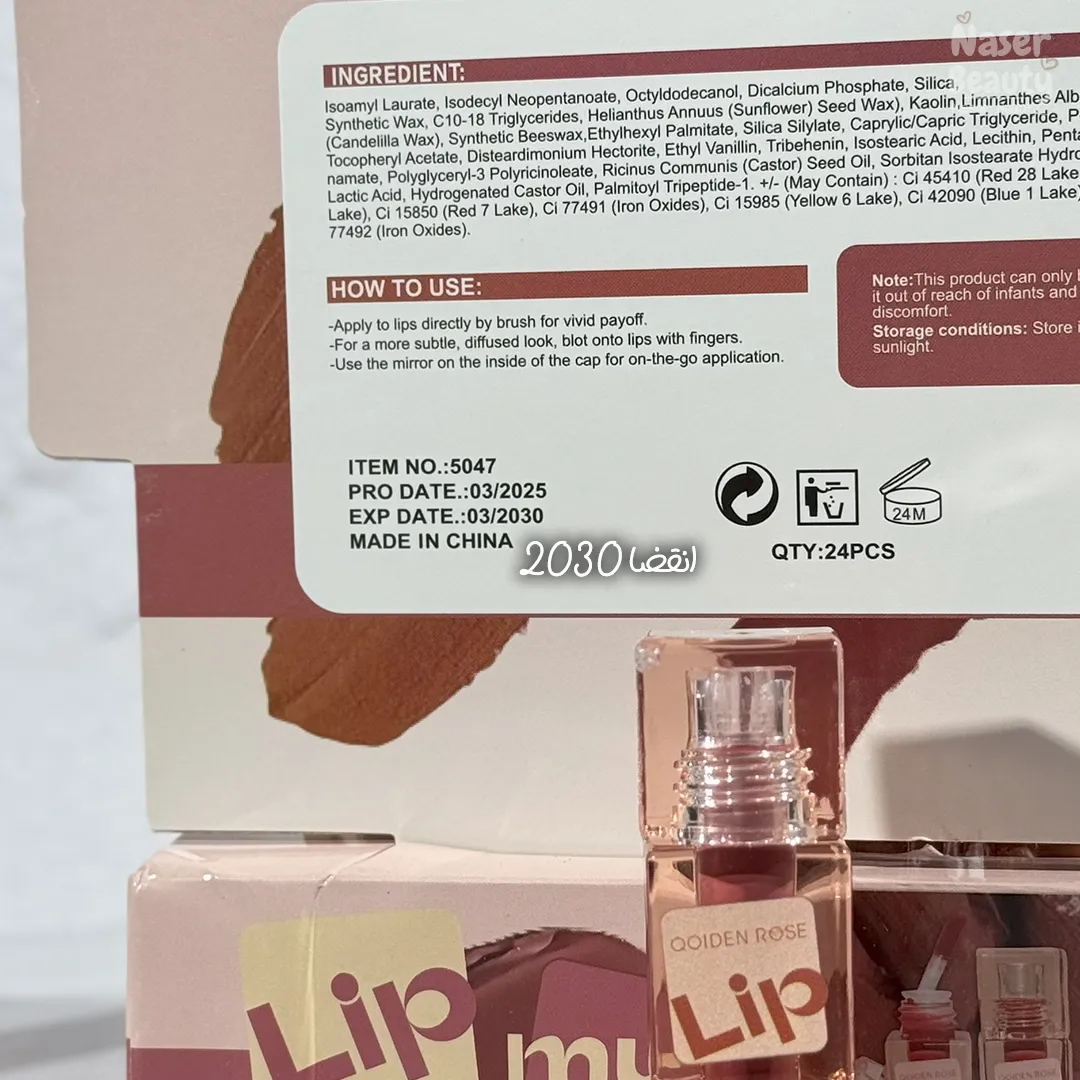 Naser
Beauty
INGREDIENT:
Isoamyl Laurate, Isodecyl Neopentanoate, Octyldodecanol, Dicalcium Phosphate, Silica,
Synthetic Wax, C10-18 Triglycerides, Helianthus Annuus (Sunflower) Seed Wax), Kaolin,Limnanthes Alb
(Candelilla Wax), Synthetic Beeswax,Ethylhexyl Palmitate, Silica Silylate, Caprylic/Capric Triglyceride, P
Tocopheryl Acetate, Disteardimonium Hectorite, Ethyl Vanillin, Tribehenin, Isostearic Acid, Lecithin, Penta
namate, Polyglyceryl-3 Polyricinoleate, Ricinus Communis (Castor) Seed Oil, Sorbitan Isostearate Hydro
Lactic Acid, Hydrogenated Castor Oil, Palmitoyl Tripeptide-1. +/- (May Contain) : Ci 45410 (Red 28 Lake
Lake), Ci 15850 (Red 7 Lake), Ci 77491 (Iron Oxides), Ci 15985 (Yellow 6 Lake), Ci 42090 (Blue 1 Lake)
77492 (Iron Oxides).
HOW TO USE:
-Apply to lips directly by brush for vivid payoff.
-For a more subtle, diffused look, blot onto lips with fingers.
-Use the mirror on the inside of the cap for on-the-go application.
Note:This product can only b
it out of reach of infants and
discomfort.
Storage conditions: Store i
sunlight.
ITEM NO.:5047
PRO DATE.:03/2025
EXP DATE.:03/2030
MADE IN CHINA
24M
QTY:24PCS
انقضا 2030
QOIDEN ROSE
Lip
Lip
mu
QOIDEN ROSE
QOIDEN ROSE